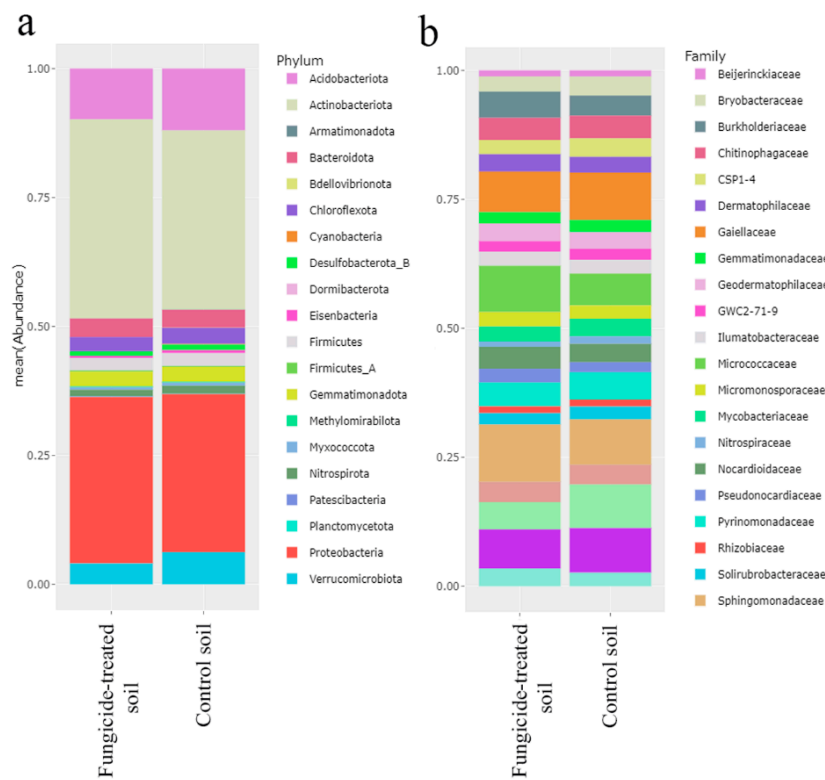 a
Phylum
Acidobacteriota
Actinobacteriota
Armatimonadota
Bacteroidota
Bdellovibrionota
Chloroflexota
Cyanobacteria
Desulfobacterota_B
Dormibacterota
Eisenbacteria
Firmicutes
Firmicutes_A
Gemmatimonadota
Methylomirabilota
Myxococcota
Nitrospirota
Patescibacteria
Planctomycetota
Proteobacteria
Verrucomicrobiota
mean(Abundance)
1.00
0.75
0.50
0.25
0.00
Fungicide-treated
soil
Control soil
b
Family
Beijerinckiaceae
Bryobacteraceae
Burkholderiaceae
Chitinophagaceae
CSP1-4
Dermatophilaceae
Gaiellaceae
Gemmatimonadaceae
Geodermatophilaceae
GWC2-71-9
Ilumatobacteraceae
Micrococcaceae
Micromonosporaceae
Mycobacteriaceae
Nitrospiraceae
Nocardioidaceae
Pseudonocardiaceae
Pyrinomonadaceae
Rhizobiaceae
Solirubrobacteraceae
Sphingomonadaceae
1.00
0.75
0.50
0.25
0.00
Fungicide-treated
soil
Control soil